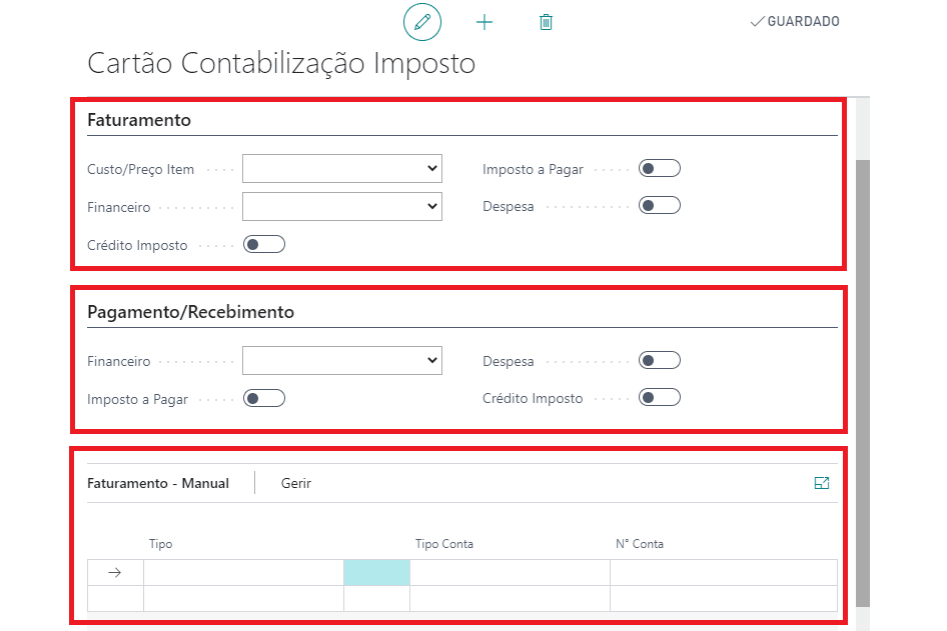 GUARDADO
Cartão Contabilização Imposto
Faturamento
Custo/Preço Item Imposto a Pagar
Financeiro Despesa
Crédito Imposto
Pagamento/Recebimento
Financeiro Despesa
Imposto a Pagar Crédito Imposto
Faturamento - Manual Gerir
Tipo Tipo Conta N° Conta